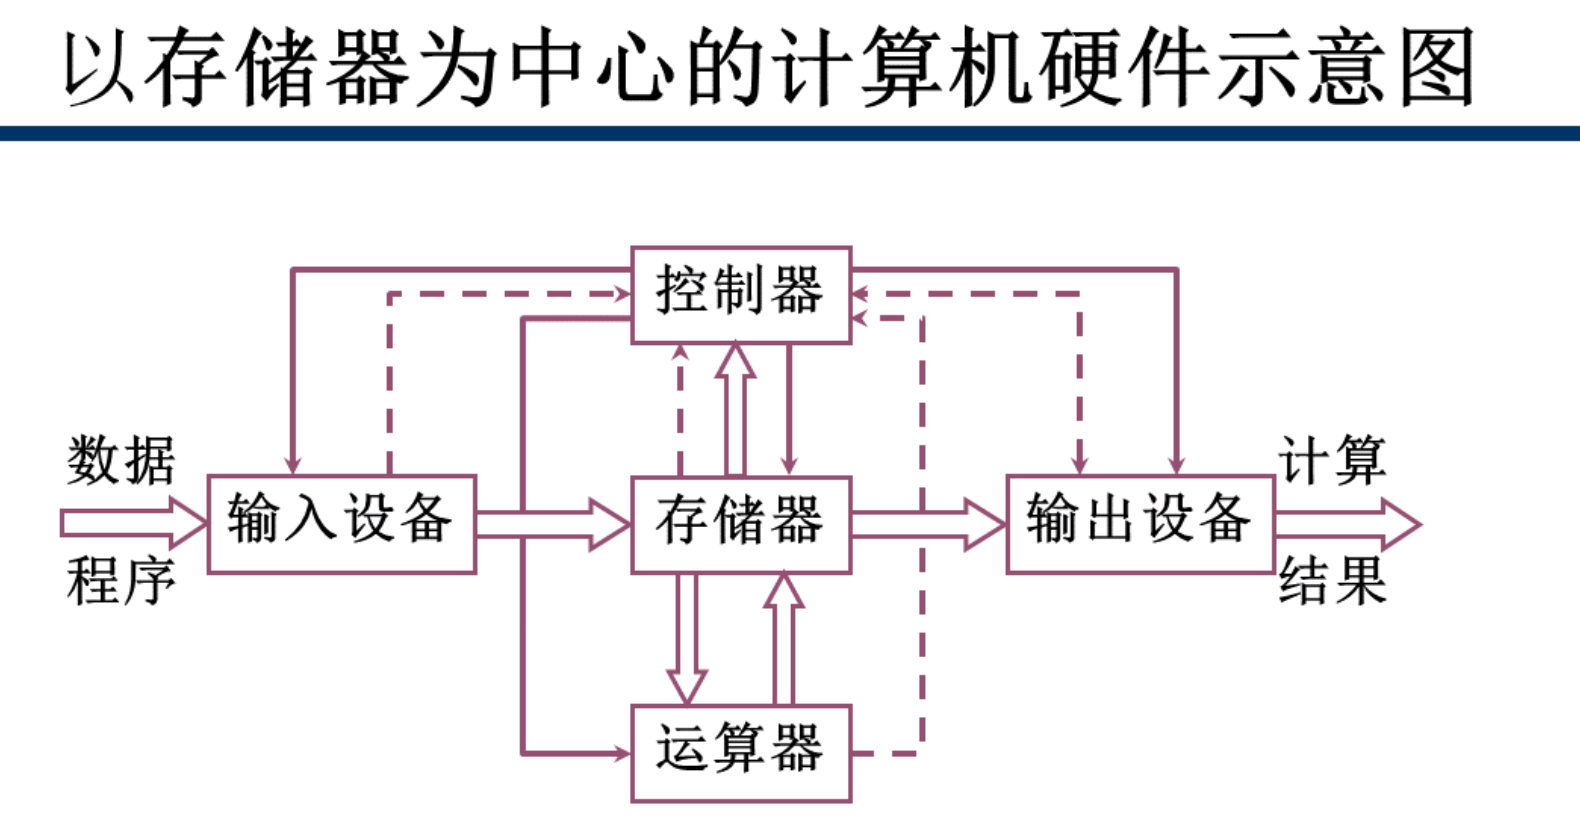 以存储器为中心的计算机硬件示意图
控制器
数据
程序
输入设备
存储器
输出设备
计算
结果
运算器